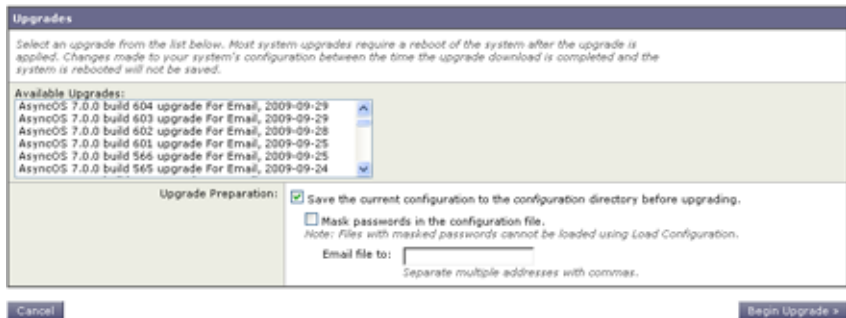 Upgrades
Select an upgrade from the list below. Most system upgrades require a reboot of the system after the upgrade is
applied. Changes made to your system's configuration between the time the upgrade download is completed and the
system is rebooted will not be saved.
Available Upgrades:
AsyncOS 7.0.0 build 604 upgrade For Email, 2009-09-29
AsyncOS 7.0.0 build 603 upgrade For Email, 2009-09-29
AsyncOS 7.0.0 build 602 upgrade For Email, 2009-09-28
AsyncOS 7.0.0 build 601 upgrade For Email, 2009-09-25
AsyncOS 7.0.0 build 566 upgrade For Email, 2009-09-25
AsyncOS 7.0.0 build 565 upgrade For Email, 2009-09-24
Upgrade Preparation:
Save the current configuration to the configuration directory before upgrading.
Mask passwords in the configuration file.
Note: Files with masked passwords cannot be loaded using Load Configuration.
Email file to:
Separate multiple addresses with commas.
Cancel
Begin Upgrade »